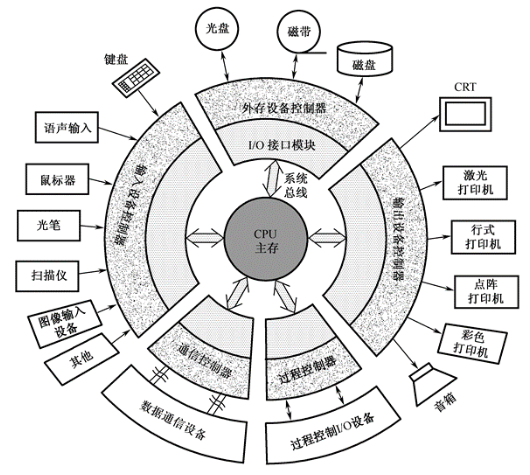 光盘
磁带
磁盘
键盘
CRT
外存设备控制器
I/O 接口模块
语声输入
鼠标器
光笔
扫描仪
图像输入
设备
其他
输入设备控制器
系统
总线
CPU
主存
输出设备控制器
激光
打印机
行式
打印机
点阵
打印机
彩色
打印机
音箱
通信控制器
过程控制器
数据通信设备
过程控制I/O设备